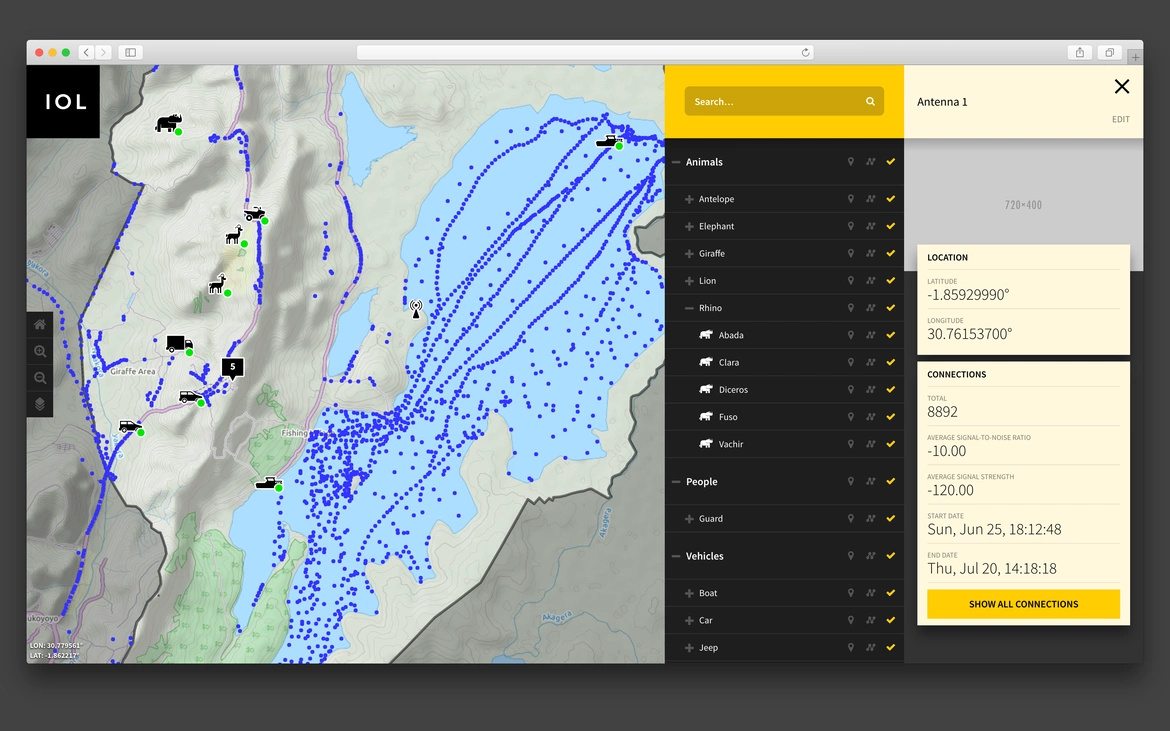 IOL
Giraffe Area
5
Fishing
Akagera
Akagera
ukoyoyo
LON: 30.779561°
LAT: -1.862217°
Search...
Animals
Antelope
Elephant
Giraffe
Lion
Rhino
Abada
Clara
Diceros
Fuso
Vachir
People
Guard
Vehicles
Boat
Car
Jeep
Antenna 1
EDIT
720×400
LOCATION
LATITUDE
-1.85929990°
LONGITUDE
30.76153700°
CONNECTIONS
TOTAL
8892
AVERAGE SIGNAL-TO-NOISE RATIO
-10.00
AVERAGE SIGNAL STRENGTH
-120.00
START DATE
Sun, Jun 25, 18:12:48
END DATE
Thu, Jul 20, 14:18:18
SHOW ALL CONNECTIONS